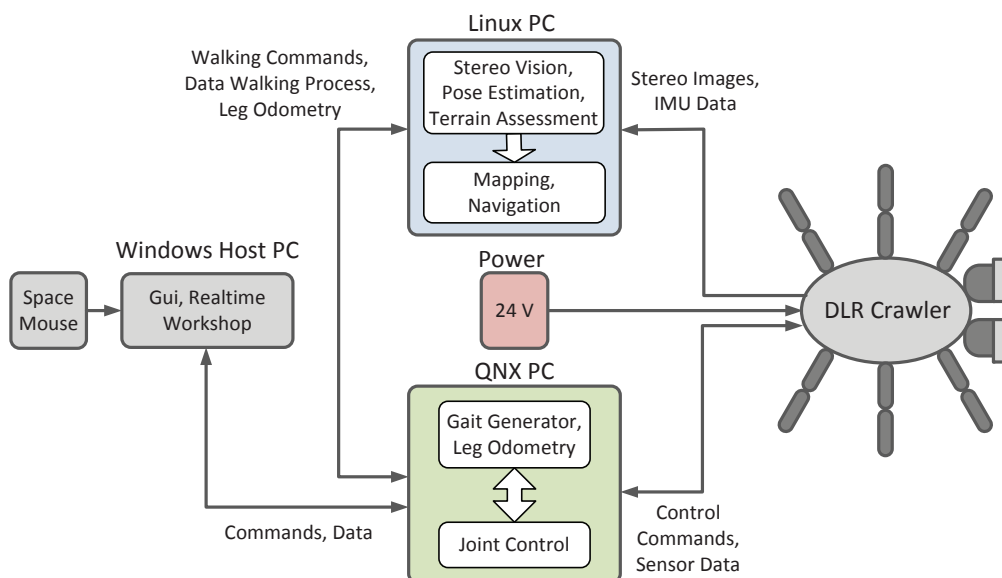 Linux PC
Walking Commands,
Data Walking Process,
Leg Odometry
Stereo Vision,
Pose Estimation,
Terrain Assessment
Stereo Images,
IMU Data
Mapping,
Navigation
Windows Host PC
Power
Space
Mouse
Gui, Realtime
Workshop
24 V
DLR Crawler
QNX PC
Gait Generator,
Leg Odometry
Commands, Data
Joint Control
Control
Commands,
Sensor Data